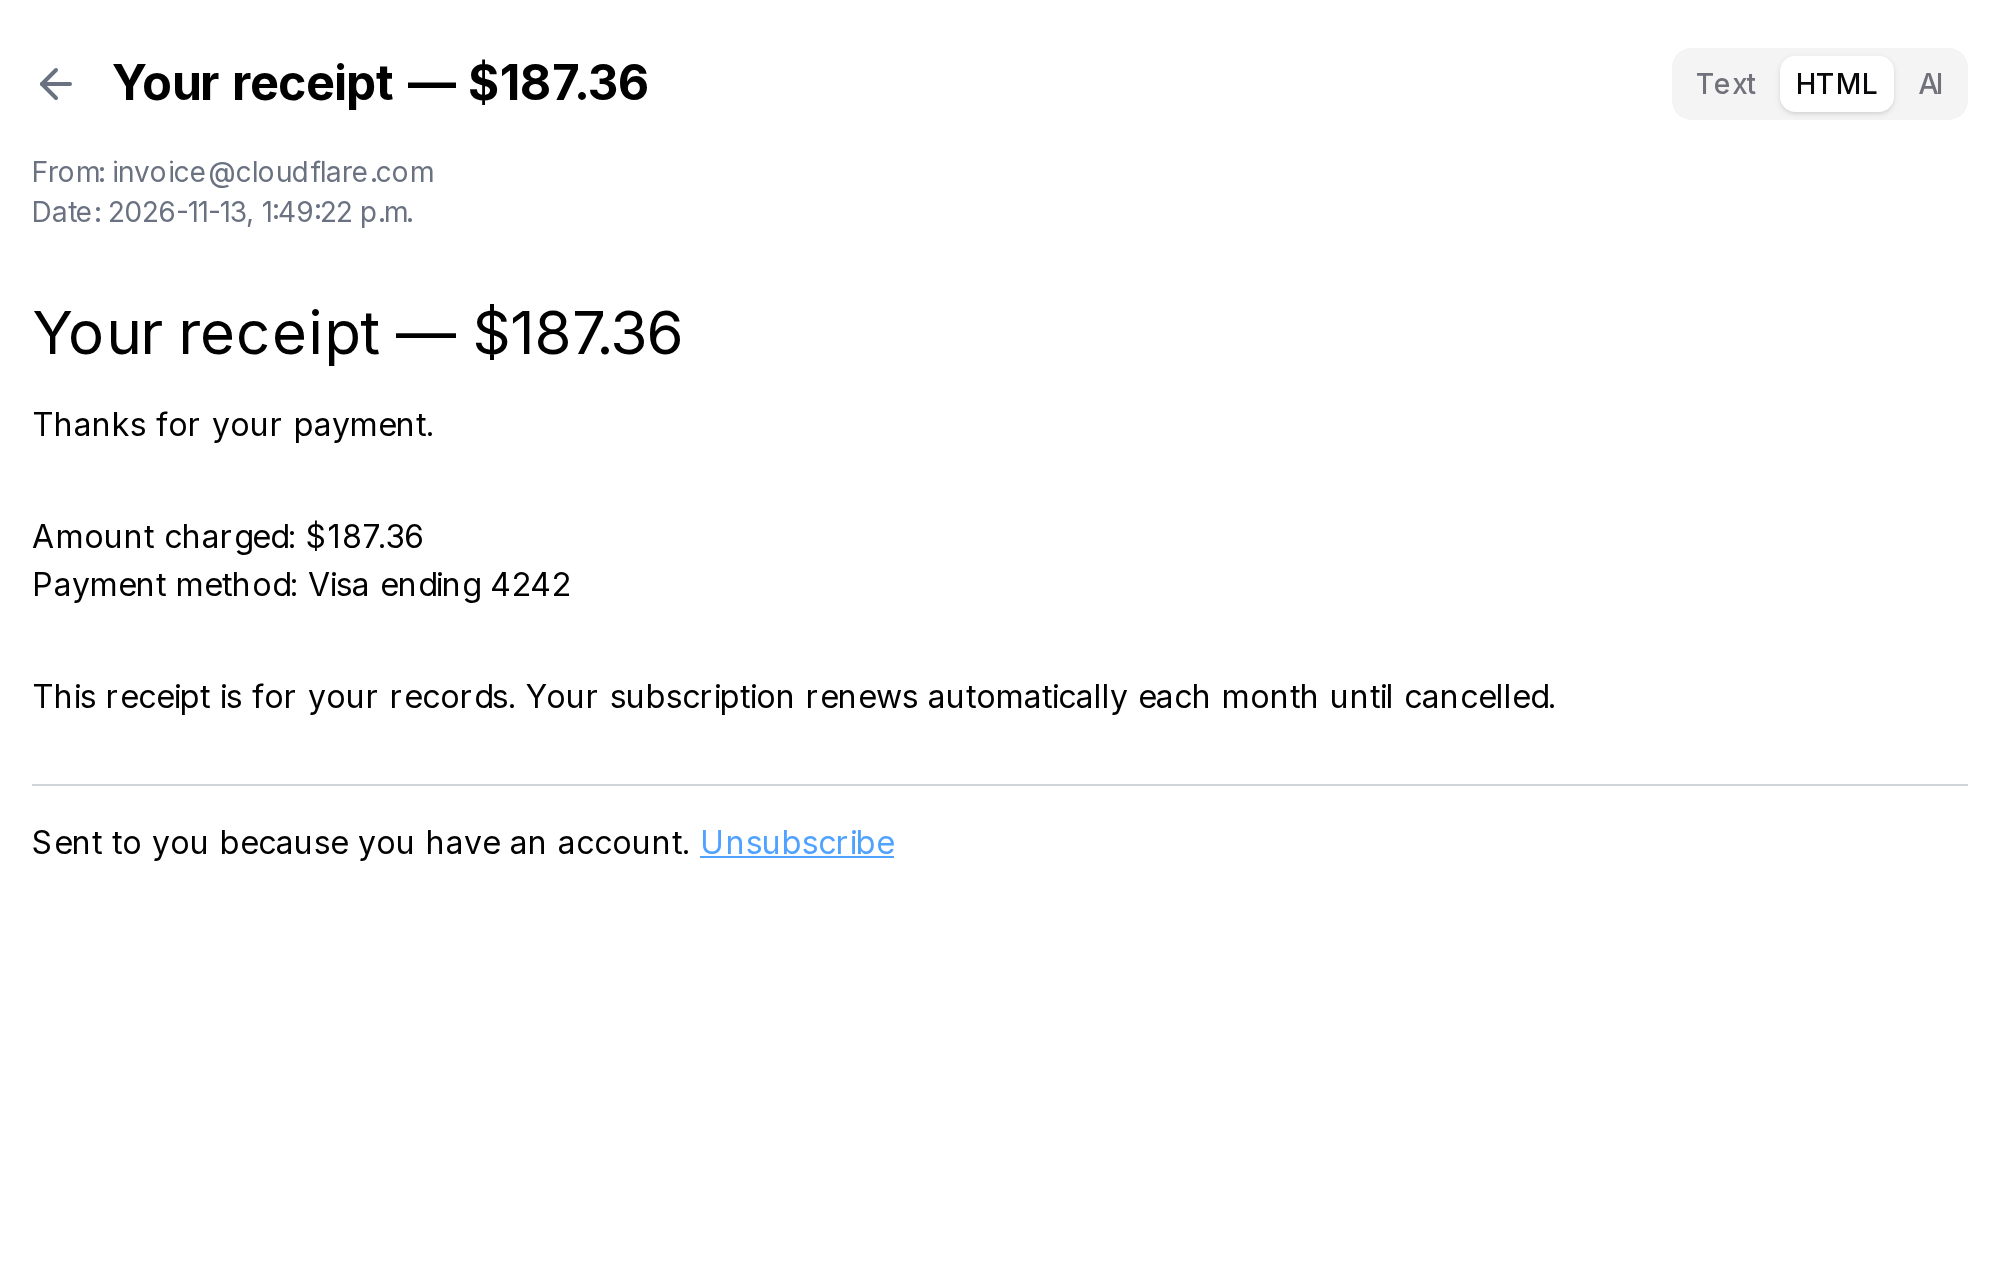 Your receipt — $187.36
Text HTML AI
From: invoice@cloudflare.com
Date: 2026-11-13, 1:49:22 p.m.
Your receipt — $187.36
Thanks for your payment.
Amount charged: $187.36
Payment method: Visa ending 4242
This receipt is for your records. Your subscription renews automatically each month until cancelled.
Sent to you because you have an account. Unsubscribe